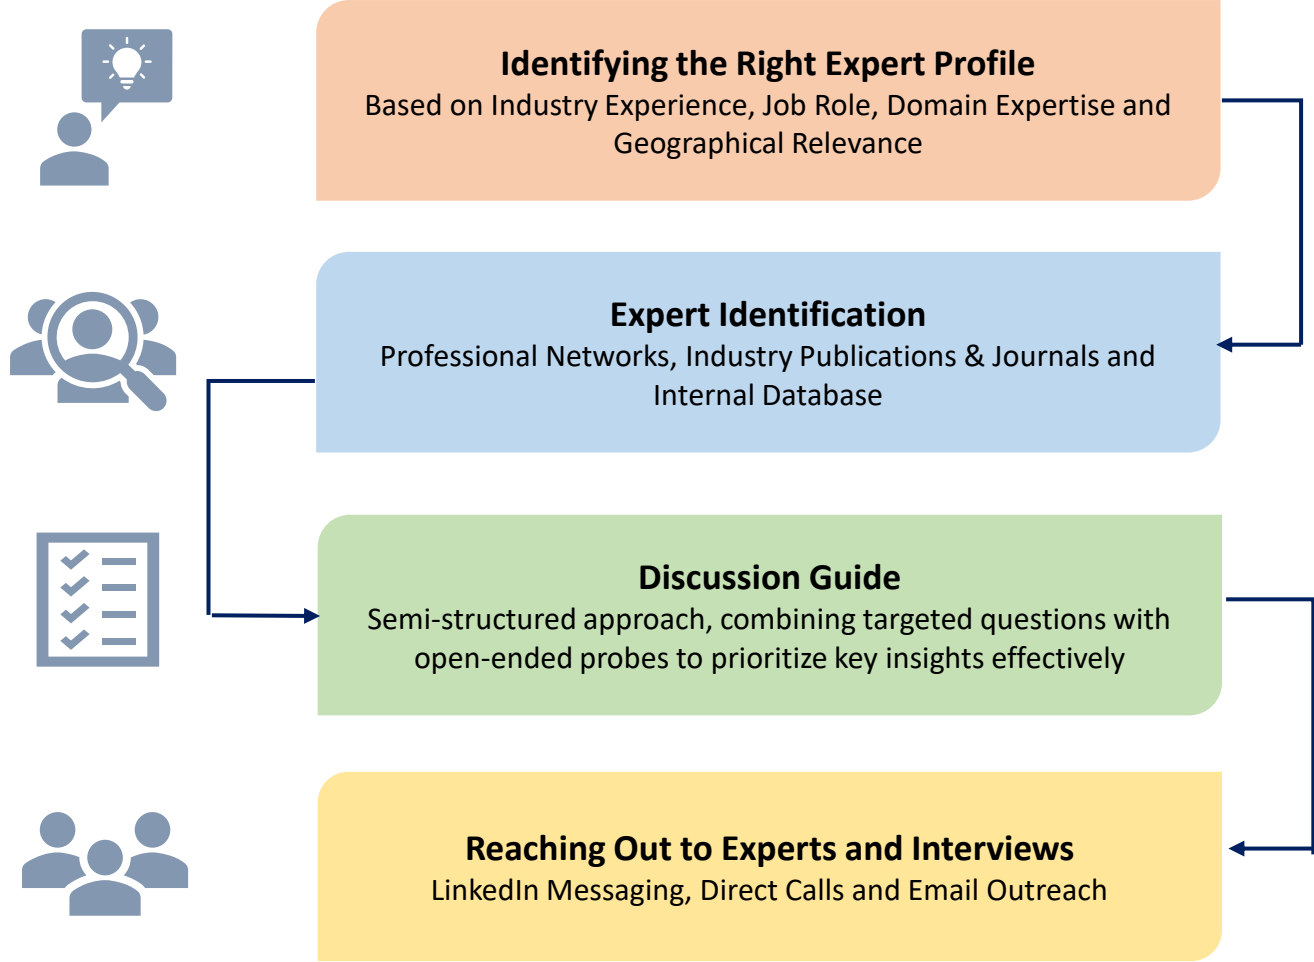 Identifying the Right Expert Profile
Based on Industry Experience, Job Role, Domain Expertise and
Geographical Relevance
Expert Identification
Professional Networks, Industry Publications & Journals and
Internal Database
Discussion Guide
Semi-structured approach, combining targeted questions with
open-ended probes to prioritize key insights effectively
Reaching Out to Experts and Interviews
LinkedIn Messaging, Direct Calls and Email Outreach